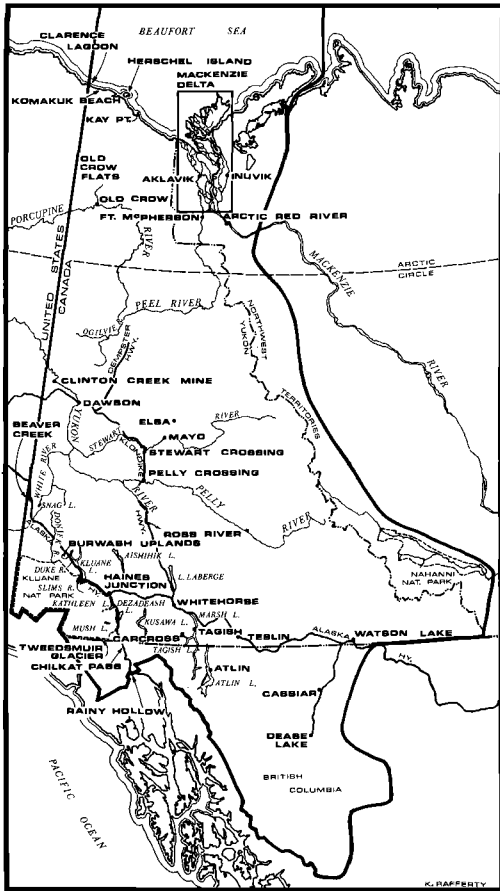 BEAUFORT SEA
CLARENCE
LAGOON
HERSCHEL ISLAND
MACKENZIE
DELTA
KOMAKUK BEACH
KAY PT.
OLD
CROW
FLATS
AKLAVIK
INUVIK
OLD CROW
PORCUPINE
RIVER
FT. McPHERSON
ARCTIC RED RIVER
UNITED STATES
CANADA
MACKENZIE
RIVER
ARCTIC
CIRCLE
PEEL RIVER
OGILVIE R.
DEMPSTER
HWY.
NORTHWEST
YUKON
TERRITORIES
CLINTON CREEK MINE
DAWSON
BEAVER
CREEK
YUKON
ELSA
MAYO
RIVER
STEWART
KLONDIKE
STEWART CROSSING
PELLY CROSSING
WHITE RIVER
RIVER
PELLY
RIVER
HWY.
SNAG L.
DONJEK R.
ALASKA
ROSS RIVER
BURWASH UPLANDS
AISHIHIK L.
DUKE R.
KLUANE
L.
KLUANE
SLIMS R.
NAT PARK
HY.
HAINES
JUNCTION
L. LABERGE
NAHANNI
NAT. PARK
KATHLEEN L.
DEZADEASH
L.
WHITEHORSE
MUSH L.
KUSAWA L.
MARSH L.
CARCROSS
TAGISH
TESLIN
ALASKA
WATSON LAKE
HY.
TWEEDSMUIR
GLACIER
TAGISH L.
CHILKAT PASS
ATLIN
ATLIN L.
CASSIAR
RAINY HOLLOW
DEASE
LAKE
BRITISH
COLUMBIA
PACIFIC OCEAN
K. RAFFERTY